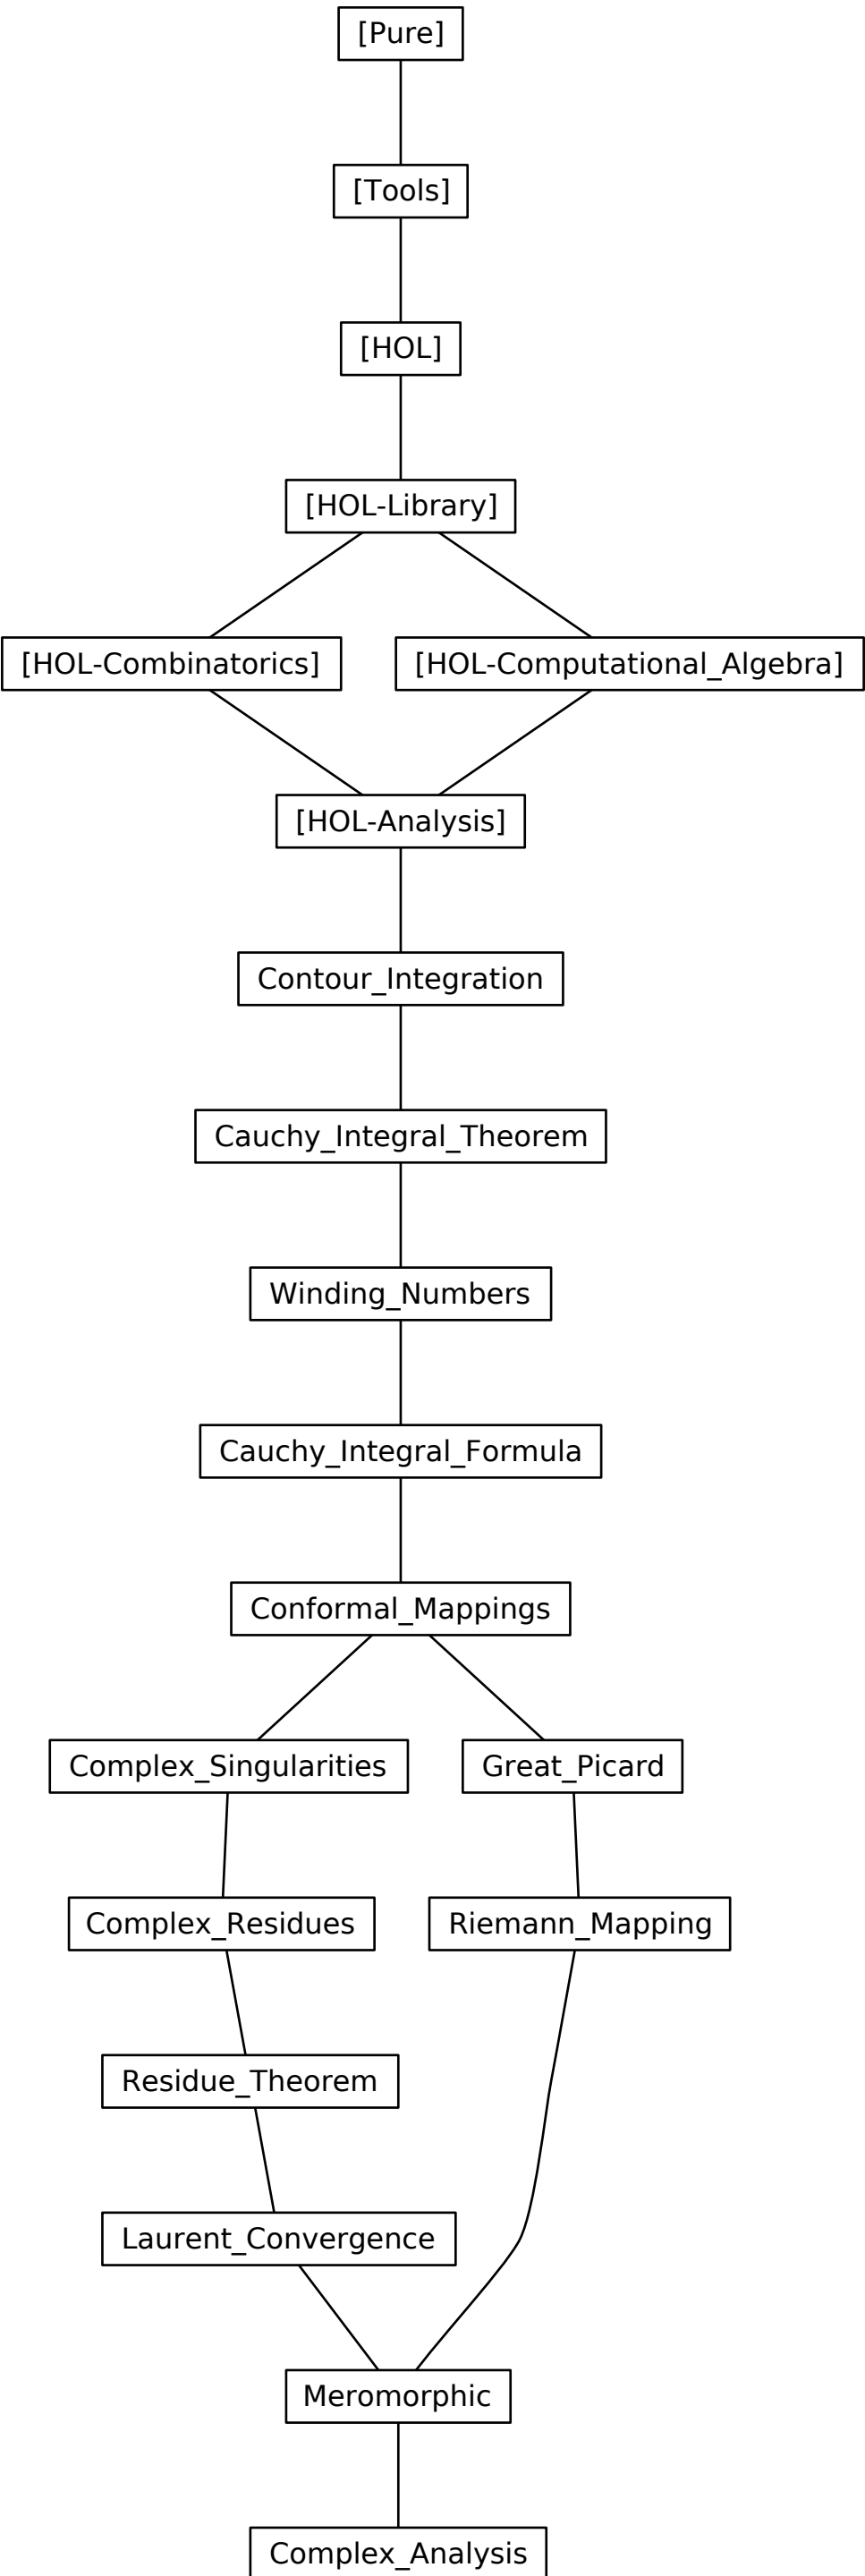 [Pure]
[Tools]
[HOL]
[HOL-Library]
[HOL-Combinatorics]
[HOL-Computational_Algebra]
[HOL-Analysis]
Contour_Integration
Cauchy_Integral_Theorem
Winding_Numbers
Cauchy_Integral_Formula
Conformal_Mappings
Complex_Singularities
Great_Picard
Complex_Residues
Riemann_Mapping
Residue_Theorem
Laurent_Convergence
Meromorphic
Complex_Analysis